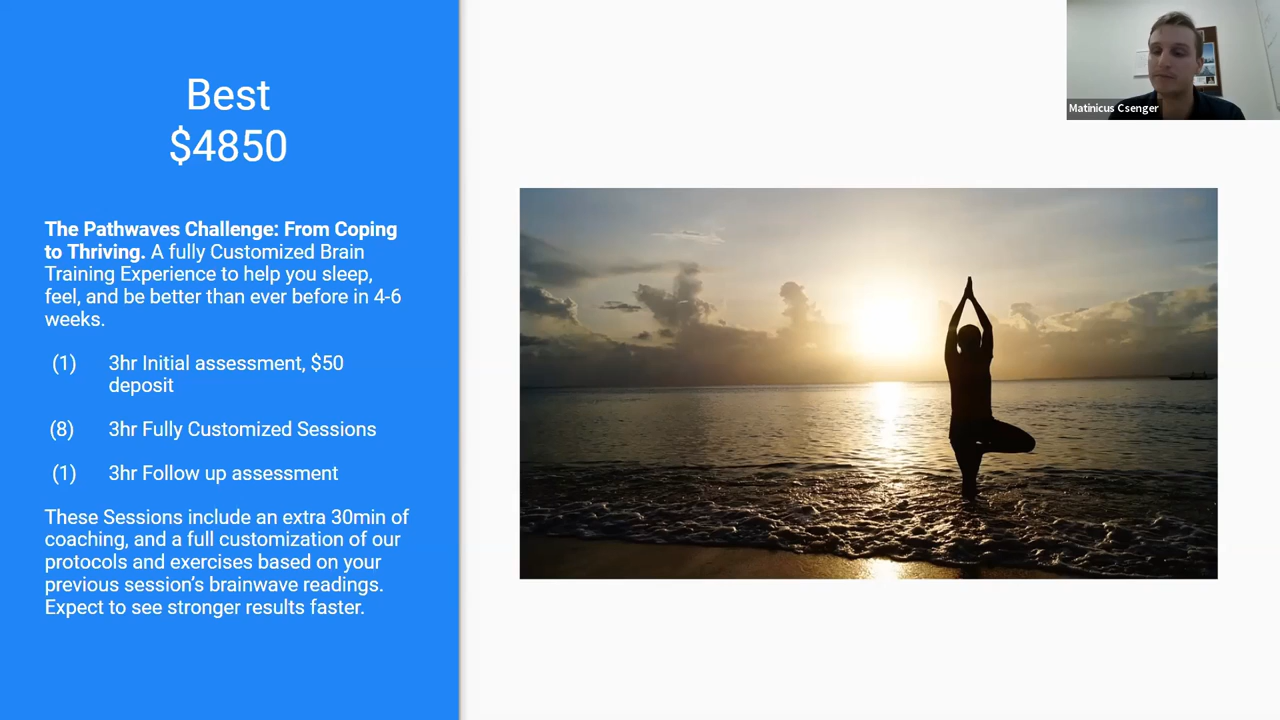 Best
$4850
The Pathwaves Challenge: From Coping
to Thriving. A fully Customized Brain
Training Experience to help you sleep,
feel, and be better than ever before in 4-6
weeks.
(1) 3hr Initial assessment, $50
deposit
(8) 3hr Fully Customized Sessions
(1) 3hr Follow up assessment
These Sessions include an extra 30min of
coaching, and a full customization of our
protocols and exercises based on your
previous session’s brainwave readings.
Expect to see stronger results faster.
Matinicus Csenger